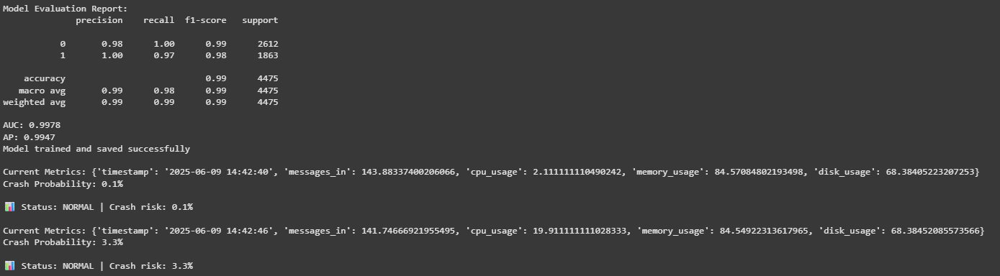 Model Evaluation Report:
precision recall f1-score support
0 0.98 1.00 0.99 2612
1 1.00 0.97 0.98 1863
accuracy 0.99 4475
macro avg 0.99 0.98 0.99 4475
weighted avg 0.99 0.99 0.99 4475
AUC: 0.9978
AP: 0.9947
Model trained and saved successfully
Current Metrics: {'timestamp': '2025-06-09 14:42:40', 'messages_in': 143.88337400206066, 'cpu_usage': 2.111111110490242, 'memory_usage': 84.57084802193498, 'disk_usage': 68.38405223207253}
Crash Probability: 0.1%
📊 Status: NORMAL | Crash risk: 0.1%
Current Metrics: {'timestamp': '2025-06-09 14:42:46', 'messages_in': 141.74666921955495, 'cpu_usage': 19.911111111028333, 'memory_usage': 84.54922313617965, 'disk_usage': 68.38452085573566}
Crash Probability: 3.3%
📊 Status: NORMAL | Crash risk: 3.3%